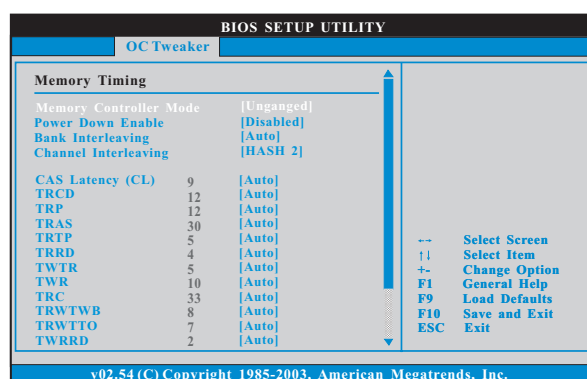 BIOS SETUP UTILITY
OC Tweaker
Memory Timing
Memory Controller Mode [Unganged]
Power Down Enable [Disabled]
Bank Interleaving [Auto]
Channel Interleaving [HASH 2]
CAS Latency (CL) 9 [Auto]
TRCD 12 [Auto]
TRP 12 [Auto]
TRAS 30 [Auto]
TRTP 5 [Auto]
TRRD 4 [Auto]
TWTR 5 [Auto]
TWR 10 [Auto]
TRC 33 [Auto]
TRWTWB 8 [Auto]
TRWTTO 7 [Auto]
TWRRD 2 [Auto]
←→ Select Screen
↑↓ Select Item
+- Change Option
F1 General Help
F9 Load Defaults
F10 Save and Exit
ESC Exit
v02.54 (C) Copyright 1985-2003, American Megatrends, Inc.